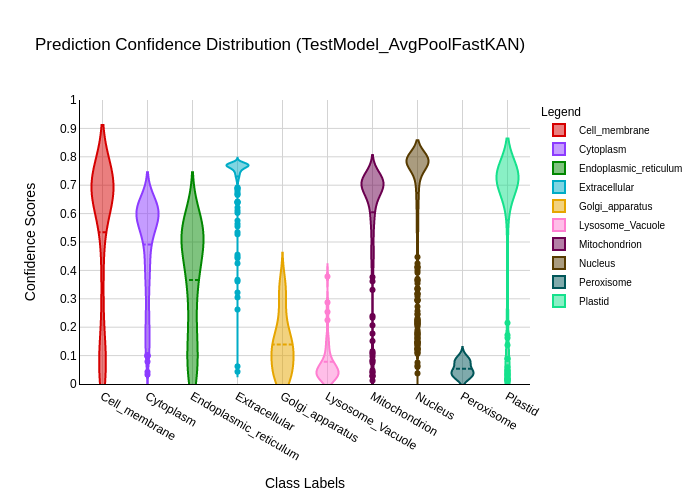 Prediction Confidence Distribution (TestModel_AvgPoolFastKAN)
Legend
Cell_membrane
Cytoplasm
Endoplasmic_reticulum
Extracellular
Golgi_apparatus
Lysosome_Vacuole
Mitochondrion
Nucleus
Peroxisome
Plastid
Confidence Scores
1
0.9
0.8
0.7
0.6
0.5
0.4
0.3
0.2
0.1
0
Cell_membrane
Cytoplasm
Endoplasmic_reticulum
Extracellular
Golgi_apparatus
Lysosome_Vacuole
Mitochondrion
Nucleus
Peroxisome
Plastid
Class Labels